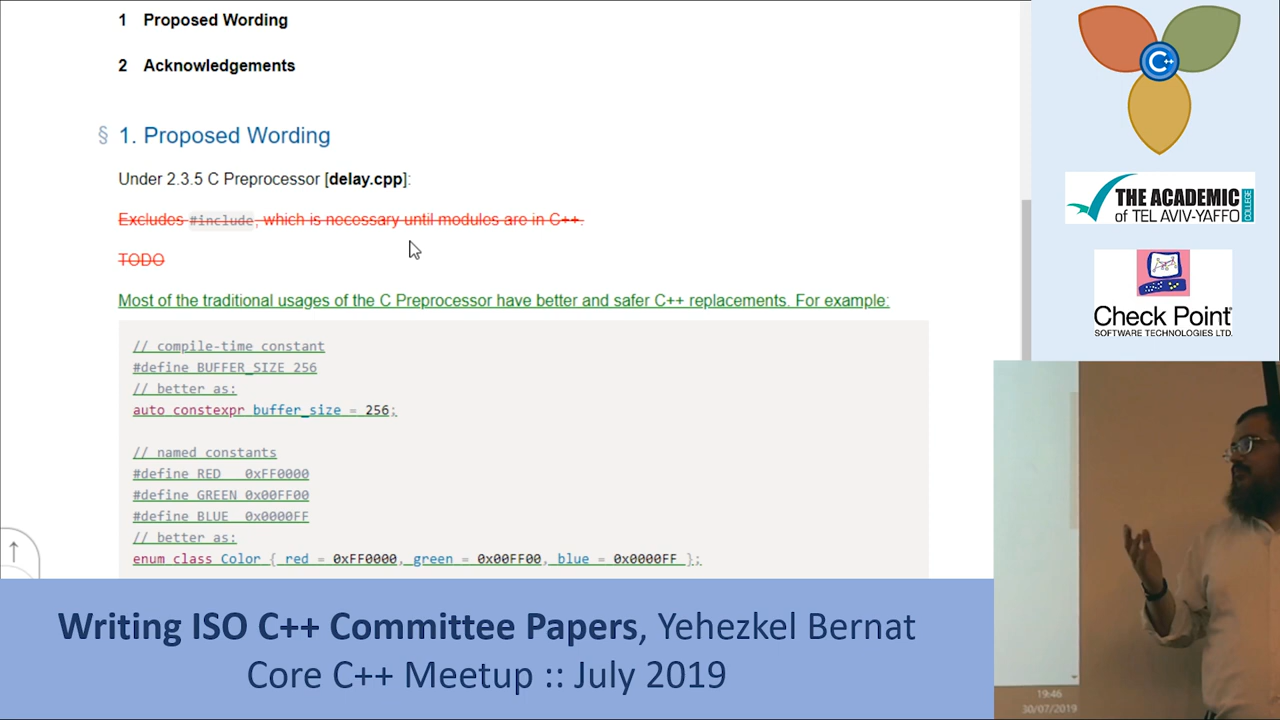 1 Proposed Wording
2 Acknowledgements
§ 1. Proposed Wording
Under 2.3.5 C Preprocessor [delay.cpp]:
Excludes #include, which is necessary until modules are in C++.
TODO
Most of the traditional usages of the C Preprocessor have better and safer C++ replacements. For example:
// compile-time constant
#define BUFFER_SIZE 256
// better as:
auto constexpr buffer_size = 256;
// named constants
#define RED 0xFF0000
#define GREEN 0x00FF00
#define BLUE 0x0000FF
// better as:
enum class Color { red = 0xFF0000, green = 0x00FF00, blue = 0x0000FF };
C++
THE ACADEMIC
of TEL AVIV-YAFFO
COLLEGE
Check Point
SOFTWARE TECHNOLOGIES LTD.
19:46
30/07/2019
Writing ISO C++ Committee Papers, Yehezkel Bernat
Core C++ Meetup :: July 2019